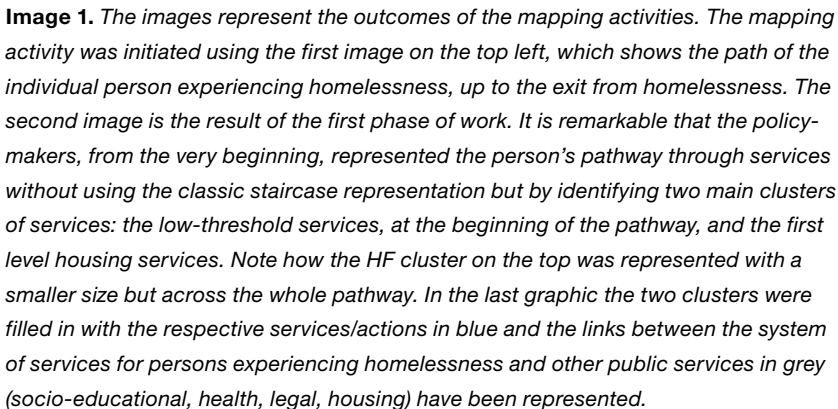 Image 1. The images represent the outcomes of the mapping activities. The mapping
activity was initiated using the first image on the top left, which shows the path of the
individual person experiencing homelessness, up to the exit from homelessness. The
second image is the result of the first phase of work. It is remarkable that the policy-
makers, from the very beginning, represented the person's pathway through services
without using the classic staircase representation but by identifying two main clusters
of services: the low-threshold services, at the beginning of the pathway, and the first
level housing services. Note how the HF cluster on the top was represented with a
smaller size but across the whole pathway. In the last graphic the two clusters were
filled in with the respective services/actions in blue and the links between the system
of services for persons experiencing homelessness and other public services in grey
(socio-educational, health, legal, housing) have been represented.